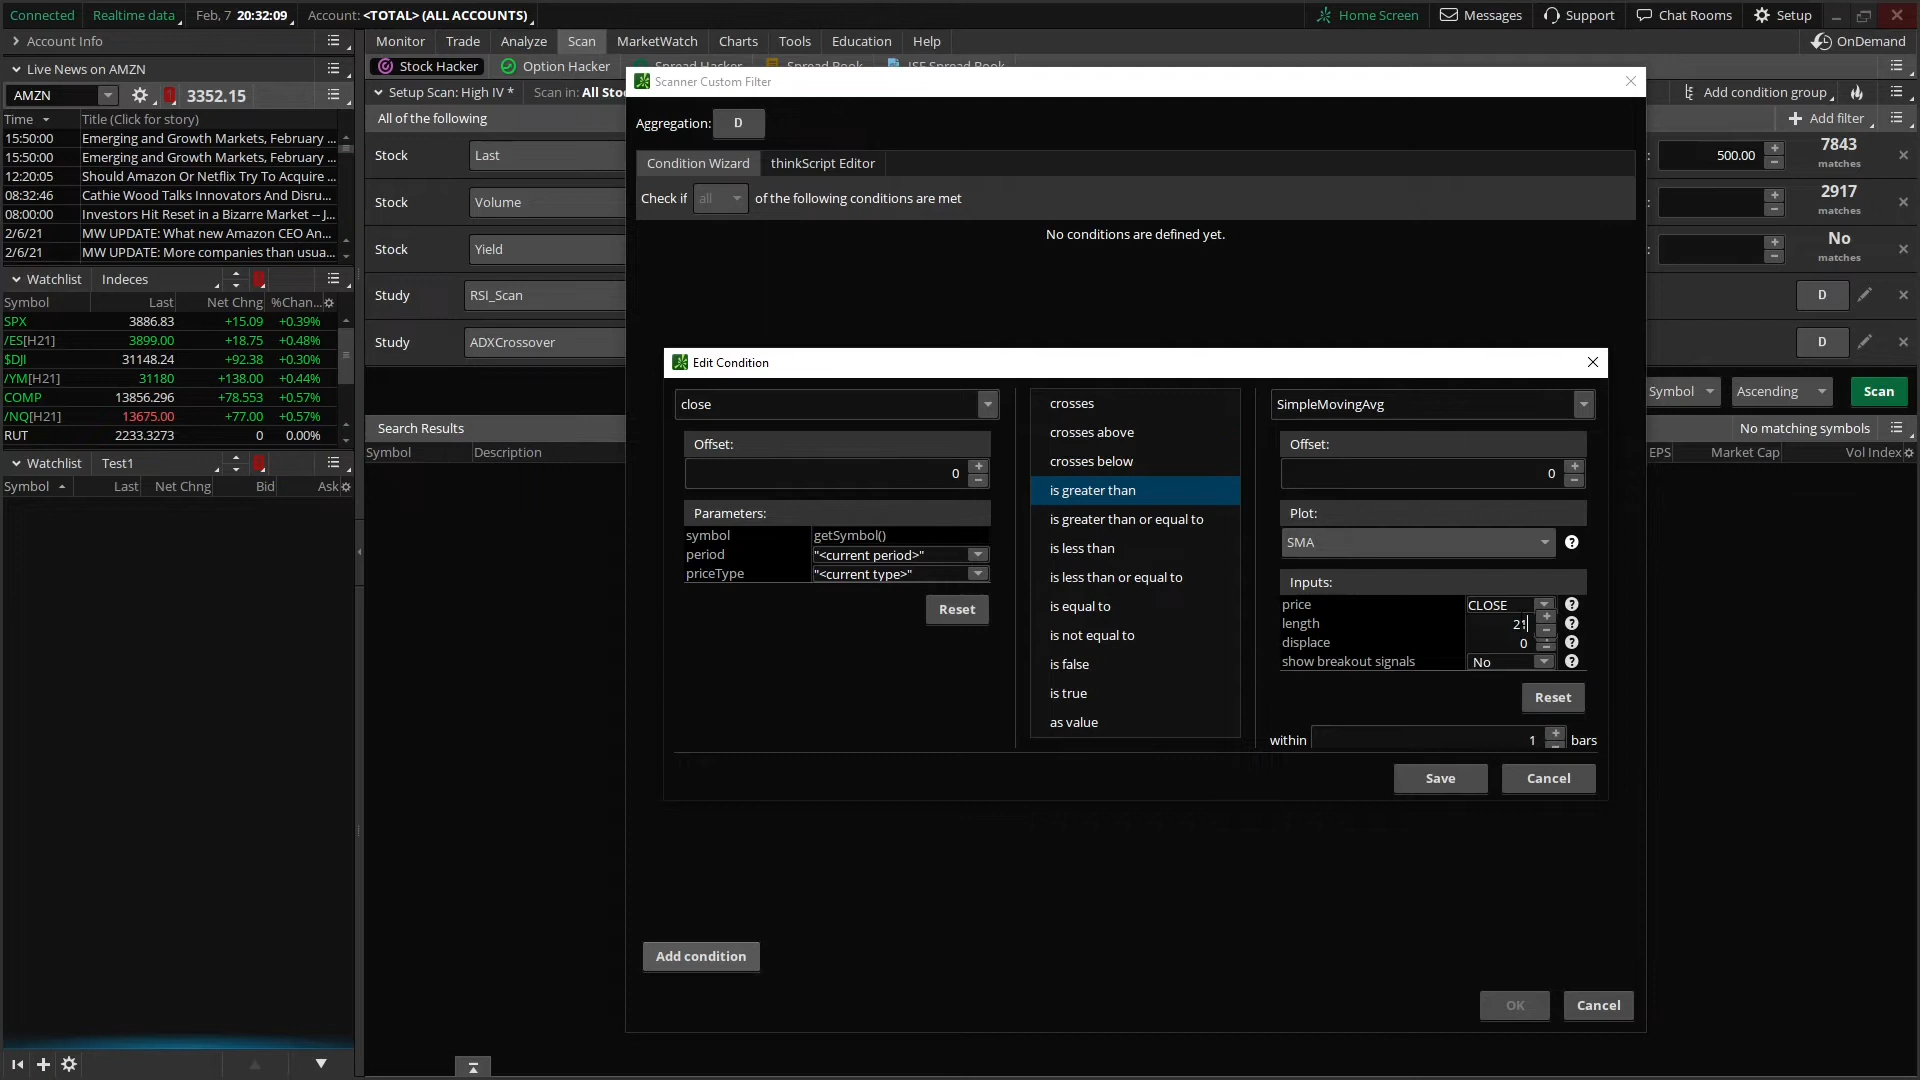 Connected Realtime data Feb, 7 20:32:09 Account: <TOTAL> (ALL ACCOUNTS) Home Screen Messages Support Chat Rooms Setup
Account Info
Monitor Trade Analyze Scan MarketWatch Charts Tools Education Help OnDemand
Live News on AMZN
Stock Hacker Option Hacker Spread Hacker Spread Book ISE Spread Book
AMZN 3352.15
Setup Scan: High IV * Scan in: All Sto
Add condition group
Scanner Custom Filter
Time Title (Click for story)
All of the following
Add filter
15:50:00 Emerging and Growth Markets, February ...
15:50:00 Emerging and Growth Markets, February ...
12:20:05 Should Amazon Or Netflix Try To Acquire ...
08:32:46 Cathie Wood Talks Innovators And Disru...
08:00:00 Investors Hit Reset in a Bizarre Market -- J...
2/6/21 MW UPDATE: What new Amazon CEO An...
2/6/21 MW UPDATE: More companies than usua...
Watchlist Indeces
Symbol Last Net Chng %Chan...
SPX 3886.83 +15.09 +0.39%
/ES[H21] 3899.00 +18.75 +0.48%
$DJI 31148.24 +92.38 +0.30%
/YM[H21] 31180 +138.00 +0.44%
COMP 13856.296 +78.553 +0.57%
/NQ[H21] 13675.00 +77.00 +0.57%
RUT 2233.3273 0 0.00%
Watchlist Test1
Symbol Last Net Chng Bid Ask
Stock Last
Stock Volume
Stock Yield
Study RSI_Scan
Study ADXCrossover
Search Results
Symbol Description
Aggregation: D
Condition Wizard thinkScript Editor
Check if all of the following conditions are met
No conditions are defined yet.
Edit Condition
close
Offset:
0
Parameters:
symbol getSymbol()
period "<current period>"
priceType "<current type>"
Reset
crosses
crosses above
crosses below
is greater than
is greater than or equal to
is less than
is less than or equal to
is equal to
is not equal to
is false
is true
as value
SimpleMovingAvg
Offset:
0
Plot:
SMA
Inputs:
price CLOSE
length 21
displace 0
show breakout signals No
Reset
within 1 bars
Save Cancel
Add condition
OK Cancel
: 500.00 7843
matches
: 2917
matches
: No
matches
D
D
Symbol Ascending Scan
No matching symbols
EPS Market Cap Vol Index